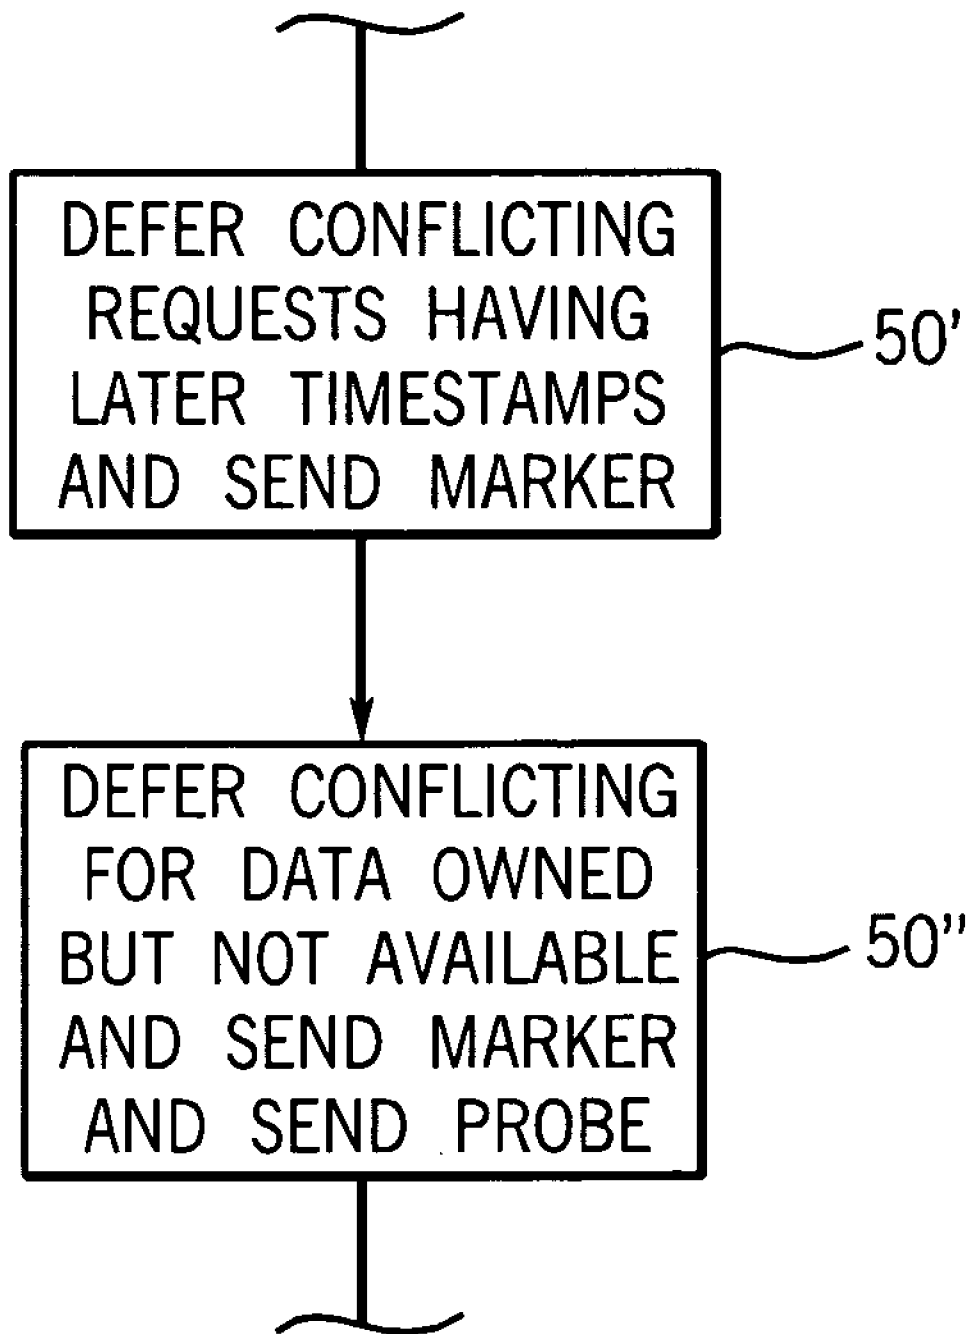 DEFER CONFLICTING
REQUESTS HAVING
LATER TIMESTAMPS
AND SEND MARKER
50'
DEFER CONFLICTING
FOR DATA OWNED
BUT NOT AVAILABLE
AND SEND MARKER
AND SEND PROBE
50"